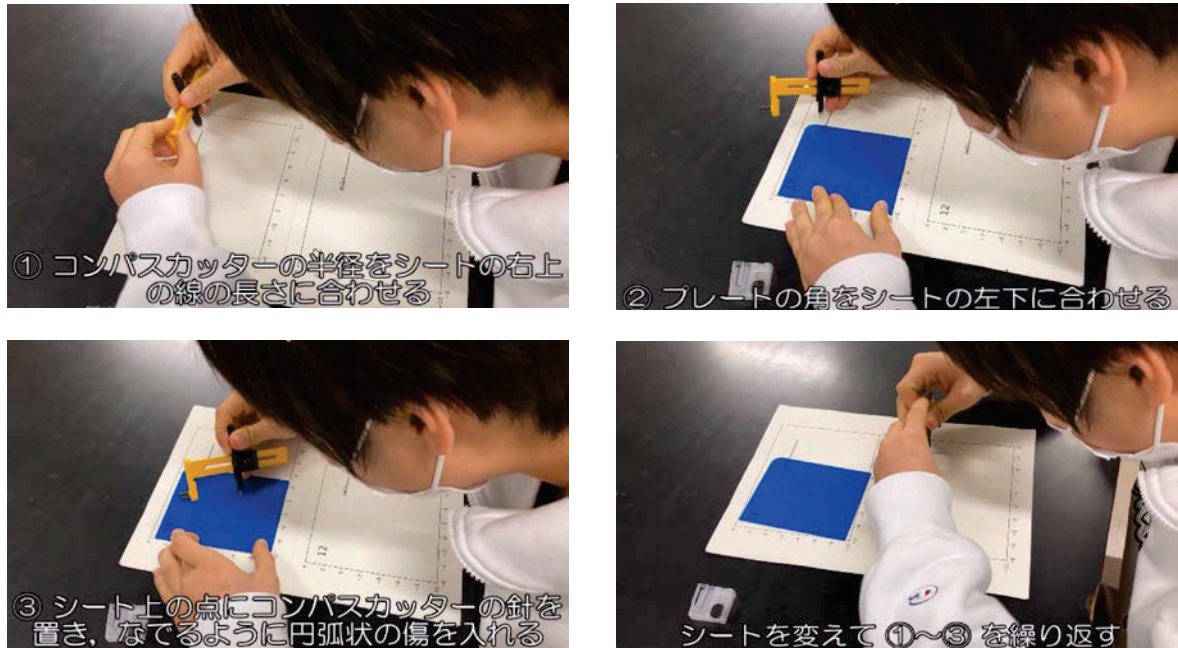 ① コンパスカッターの半径をシートの右上
の線の長さに合わせる
② プレートの角をシートの左下に合わせる
12
③ シート上の点にコンパスカッターの針を
置き，なでるように円弧状の傷を入れる
12
シートを変えて ①～③ を繰り返す